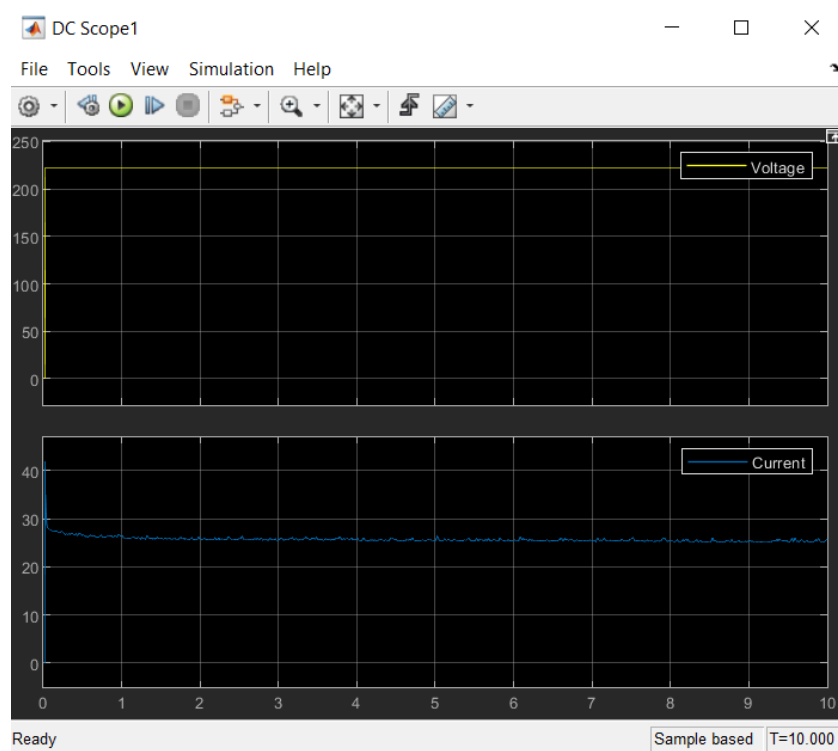 DC Scope1
File Tools View Simulation Help
250
Voltage
200
150
100
50
0
40
Current
30
20
10
0
0 1 2 3 4 5 6 7 8 9 10
Ready Sample based T=10.000